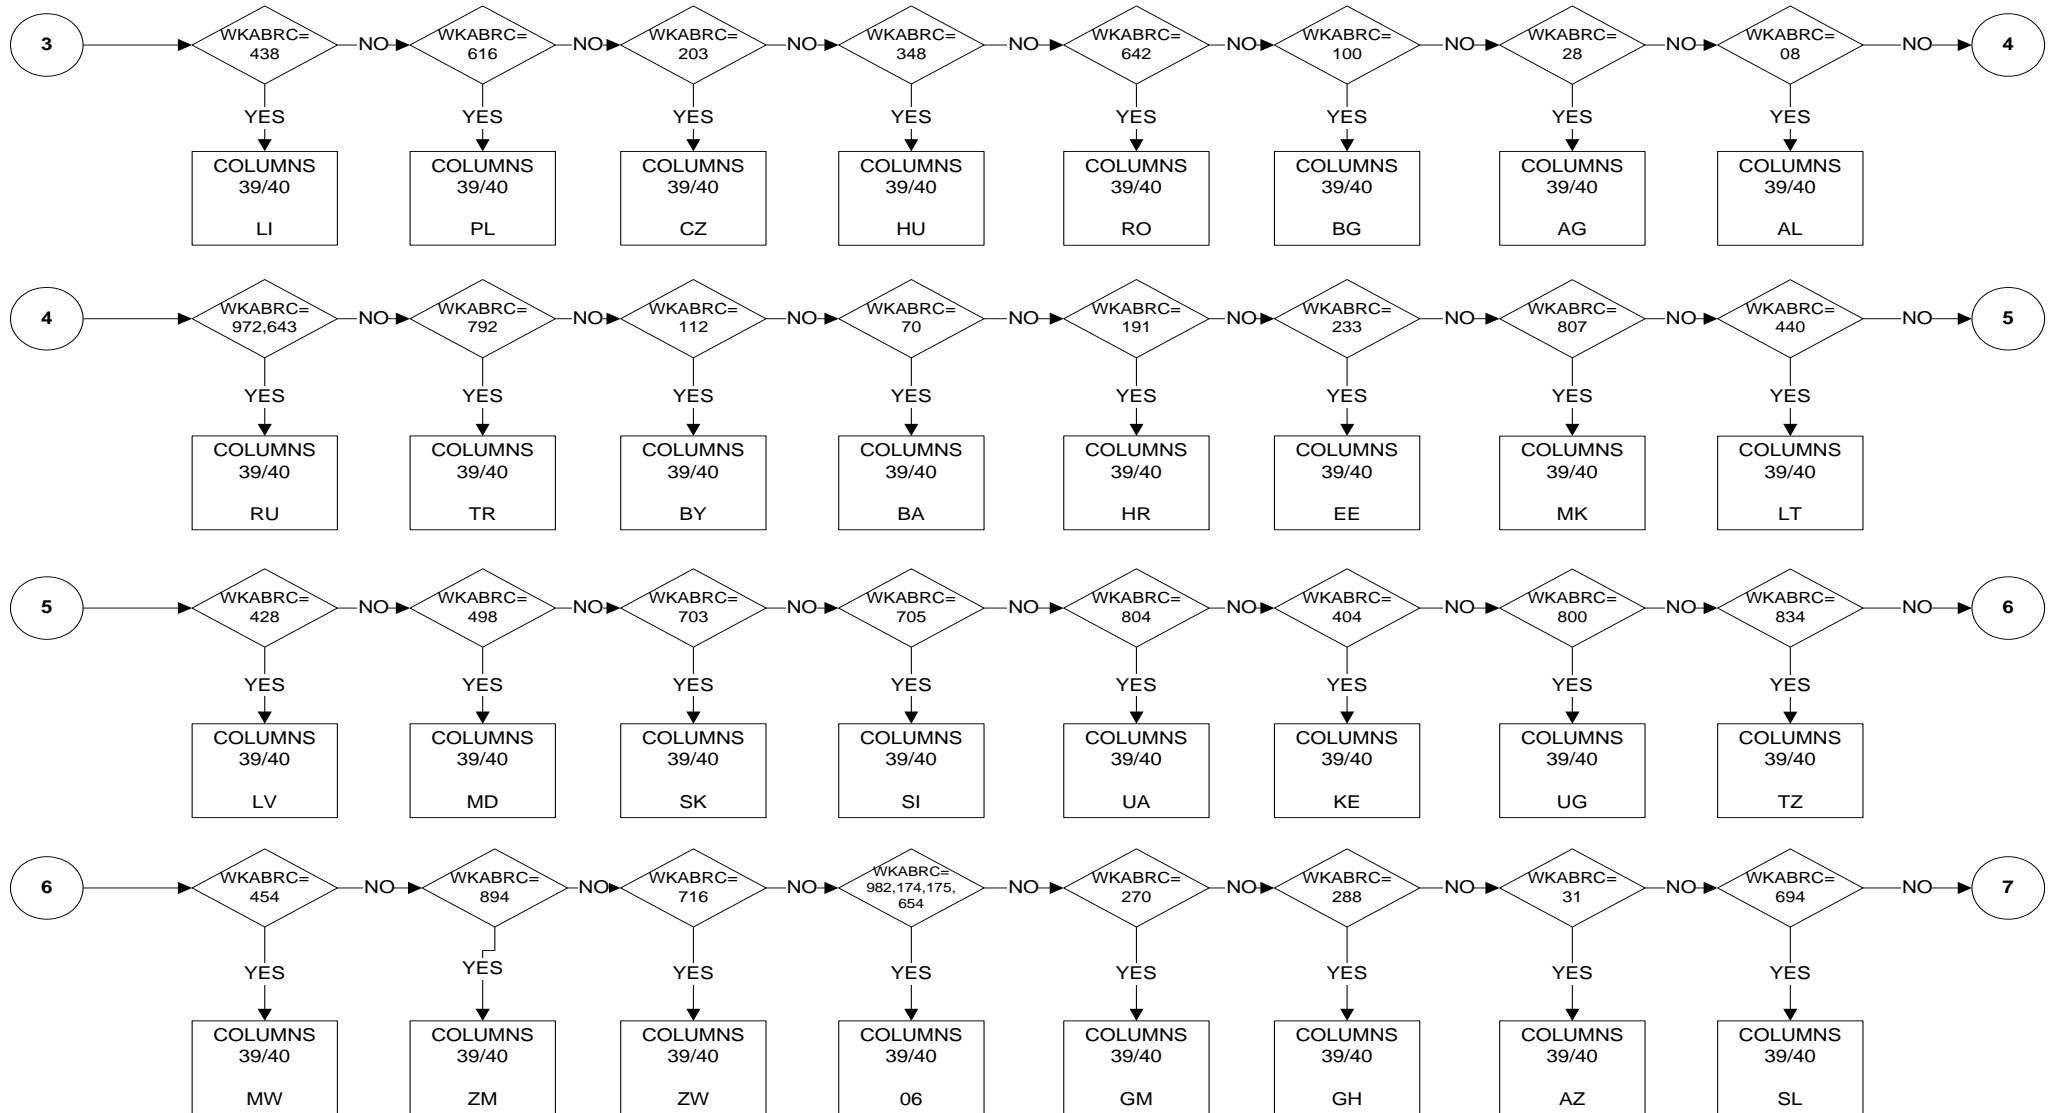 3
WKABRC=
438
NO
WKABRC=
616
NO
WKABRC=
203
NO
WKABRC=
348
NO
WKABRC=
642
NO
WKABRC=
100
NO
WKABRC=
28
NO
WKABRC=
08
NO
4
YES
YES
YES
YES
YES
YES
YES
YES
COLUMNS
39/40
LI
COLUMNS
39/40
PL
COLUMNS
39/40
CZ
COLUMNS
39/40
HU
COLUMNS
39/40
RO
COLUMNS
39/40
BG
COLUMNS
39/40
AG
COLUMNS
39/40
AL
4
WKABRC=
972,643
NO
WKABRC=
792
NO
WKABRC=
112
NO
WKABRC=
70
NO
WKABRC=
191
NO
WKABRC=
233
NO
WKABRC=
807
NO
WKABRC=
440
NO
5
YES
YES
YES
YES
YES
YES
YES
YES
COLUMNS
39/40
RU
COLUMNS
39/40
TR
COLUMNS
39/40
BY
COLUMNS
39/40
BA
COLUMNS
39/40
HR
COLUMNS
39/40
EE
COLUMNS
39/40
MK
COLUMNS
39/40
LT
5
WKABRC=
428
NO
WKABRC=
498
NO
WKABRC=
703
NO
WKABRC=
705
NO
WKABRC=
804
NO
WKABRC=
404
NO
WKABRC=
800
NO
WKABRC=
834
NO
6
YES
YES
YES
YES
YES
YES
YES
YES
COLUMNS
39/40
LV
COLUMNS
39/40
MD
COLUMNS
39/40
SK
COLUMNS
39/40
SI
COLUMNS
39/40
UA
COLUMNS
39/40
KE
COLUMNS
39/40
UG
COLUMNS
39/40
TZ
6
WKABRC=
454
NO
WKABRC=
894
NO
WKABRC=
716
NO
WKABRC=
982,174,175,
654
NO
WKABRC=
270
NO
WKABRC=
288
NO
WKABRC=
31
NO
WKABRC=
694
NO
7
YES
YES
YES
YES
YES
YES
YES
YES
COLUMNS
39/40
MW
COLUMNS
39/40
ZM
COLUMNS
39/40
ZW
COLUMNS
39/40
06
COLUMNS
39/40
GM
COLUMNS
39/40
GH
COLUMNS
39/40
AZ
COLUMNS
39/40
SL